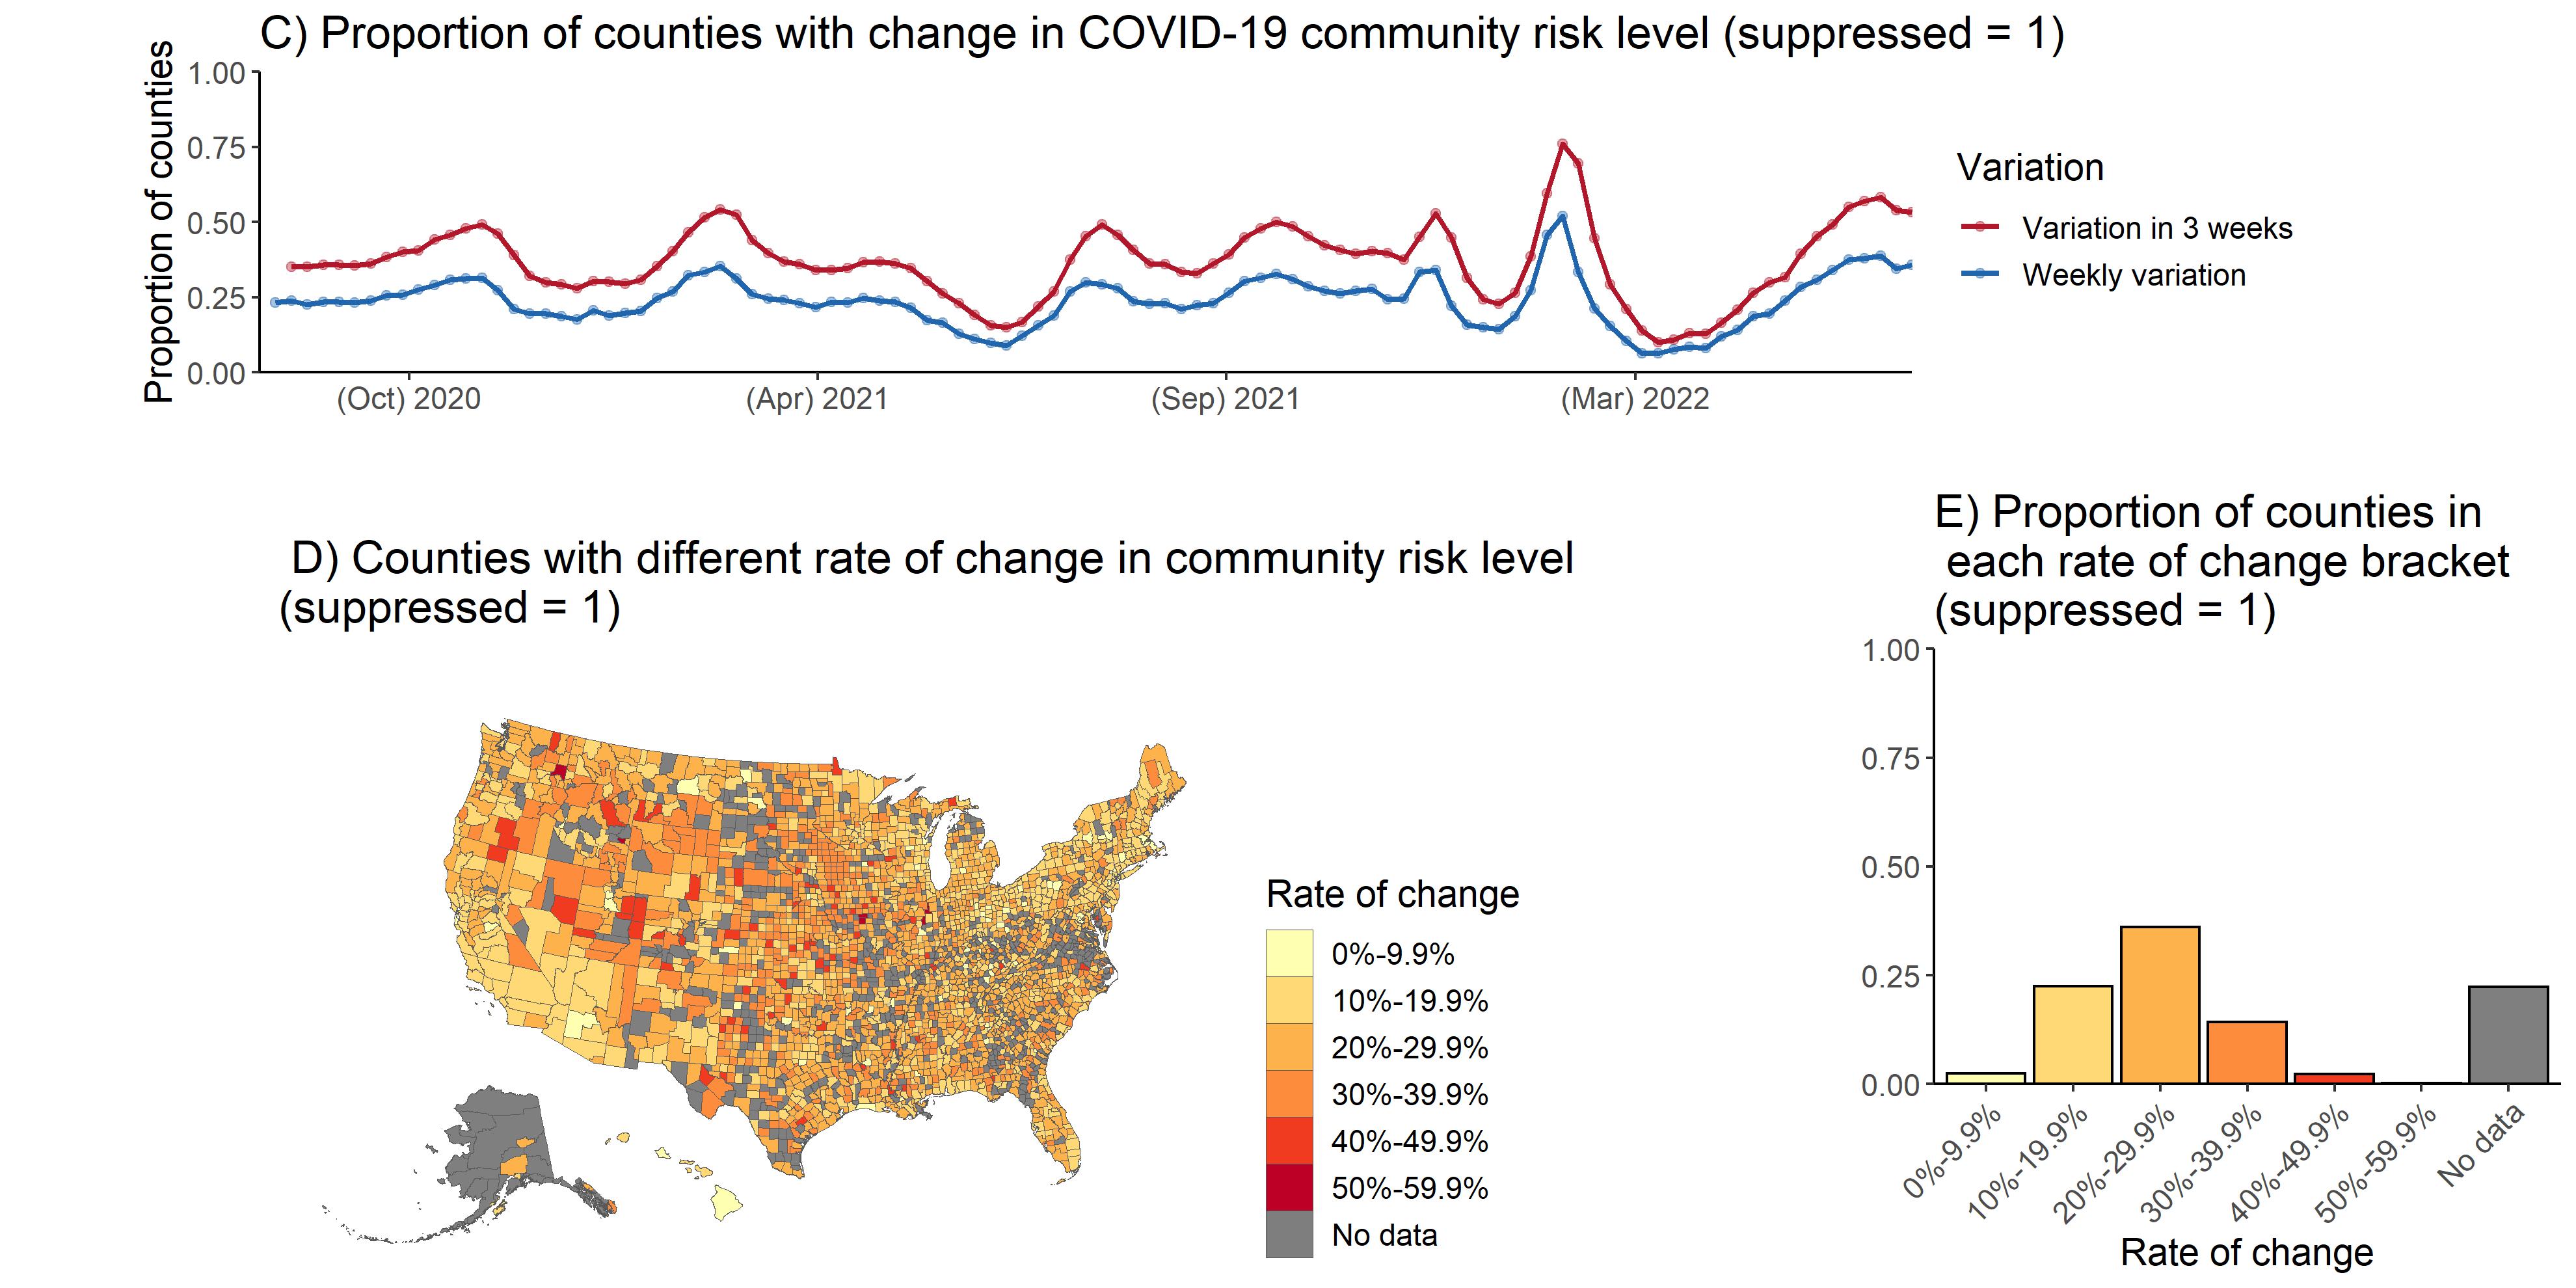 C) Proportion of counties with change in COVID-19 community risk level (suppressed = 1)
Proportion of counties
1.00
0.75
0.50
0.25
0.00
(Oct) 2020
(Apr) 2021
(Sep) 2021
(Mar) 2022
Variation
Variation in 3 weeks
Weekly variation
D) Counties with different rate of change in community risk level
(suppressed = 1)
Rate of change
0%-9.9%
10%-19.9%
20%-29.9%
30%-39.9%
40%-49.9%
50%-59.9%
No data
E) Proportion of counties in
each rate of change bracket
(suppressed = 1)
1.00
0.75
0.50
0.25
0.00
0%-9.9%
10%-19.9%
20%-29.9%
30%-39.9%
40%-49.9%
50%-59.9%
No data
Rate of change